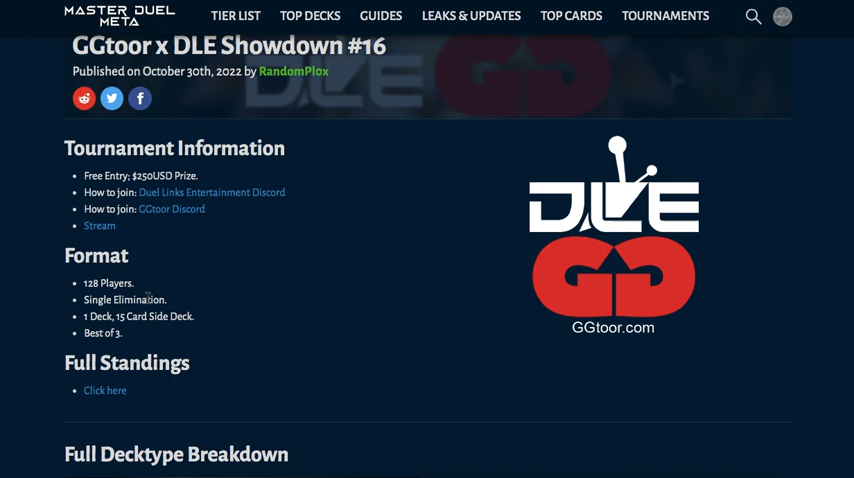 MASTER DUEL
META
TIER LIST
TOP DECKS
GUIDES
LEAKS & UPDATES
TOP CARDS
TOURNAMENTS
GGtoor x DLE Showdown #16
Published on October 30th, 2022 by RandomPlox
Tournament Information
Free Entry; $250USD Prize.
How to join: Duel Links Entertainment Discord
How to join: GGtoor Discord
Stream
DLE
GG
GGtoor.com
Format
128 Players.
Single Elimination.
1 Deck, 15 Card Side Deck.
Best of 3.
Full Standings
Click here
Full Decktype Breakdown